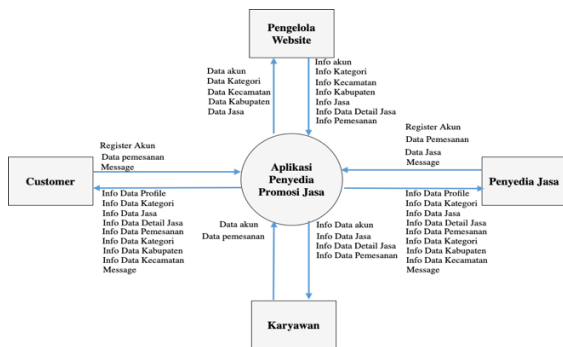 Pengelola
Website
Data akun
Data Kategori
Data Kecamatan
Data Kabupaten
Data Jasa
Info akun
Info Kategori
Info Kecamatan
Info Kabupaten
Info Jasa
Info Data Detail Jasa
Info Pemesanan
Register Akun
Data pemesanan
Message
Customer
Info Data Profile
Info Data Kategori
Info Data Jasa
Info Data Detail Jasa
Info Data Pemesanan
Info Data Kategori
Info Data Kabupaten
Info Data Kecamatan
Message
Aplikasi
Penyedia
Promosi Jasa
Register Akun
Data Pemesanan
Data Jasa
Message
Penyedia Jasa
Info Data Profile
Info Data Kategori
Info Data Jasa
Info Data Detail Jasa
Info Data Pemesanan
Info Data Kategori
Info Data Kabupaten
Info Data Kecamatan
Message
Data akun
Data pemesanan
Info Data akun
Info Data Jasa
Info Data Detail Jasa
Info Data Pemesanan
Karyawan